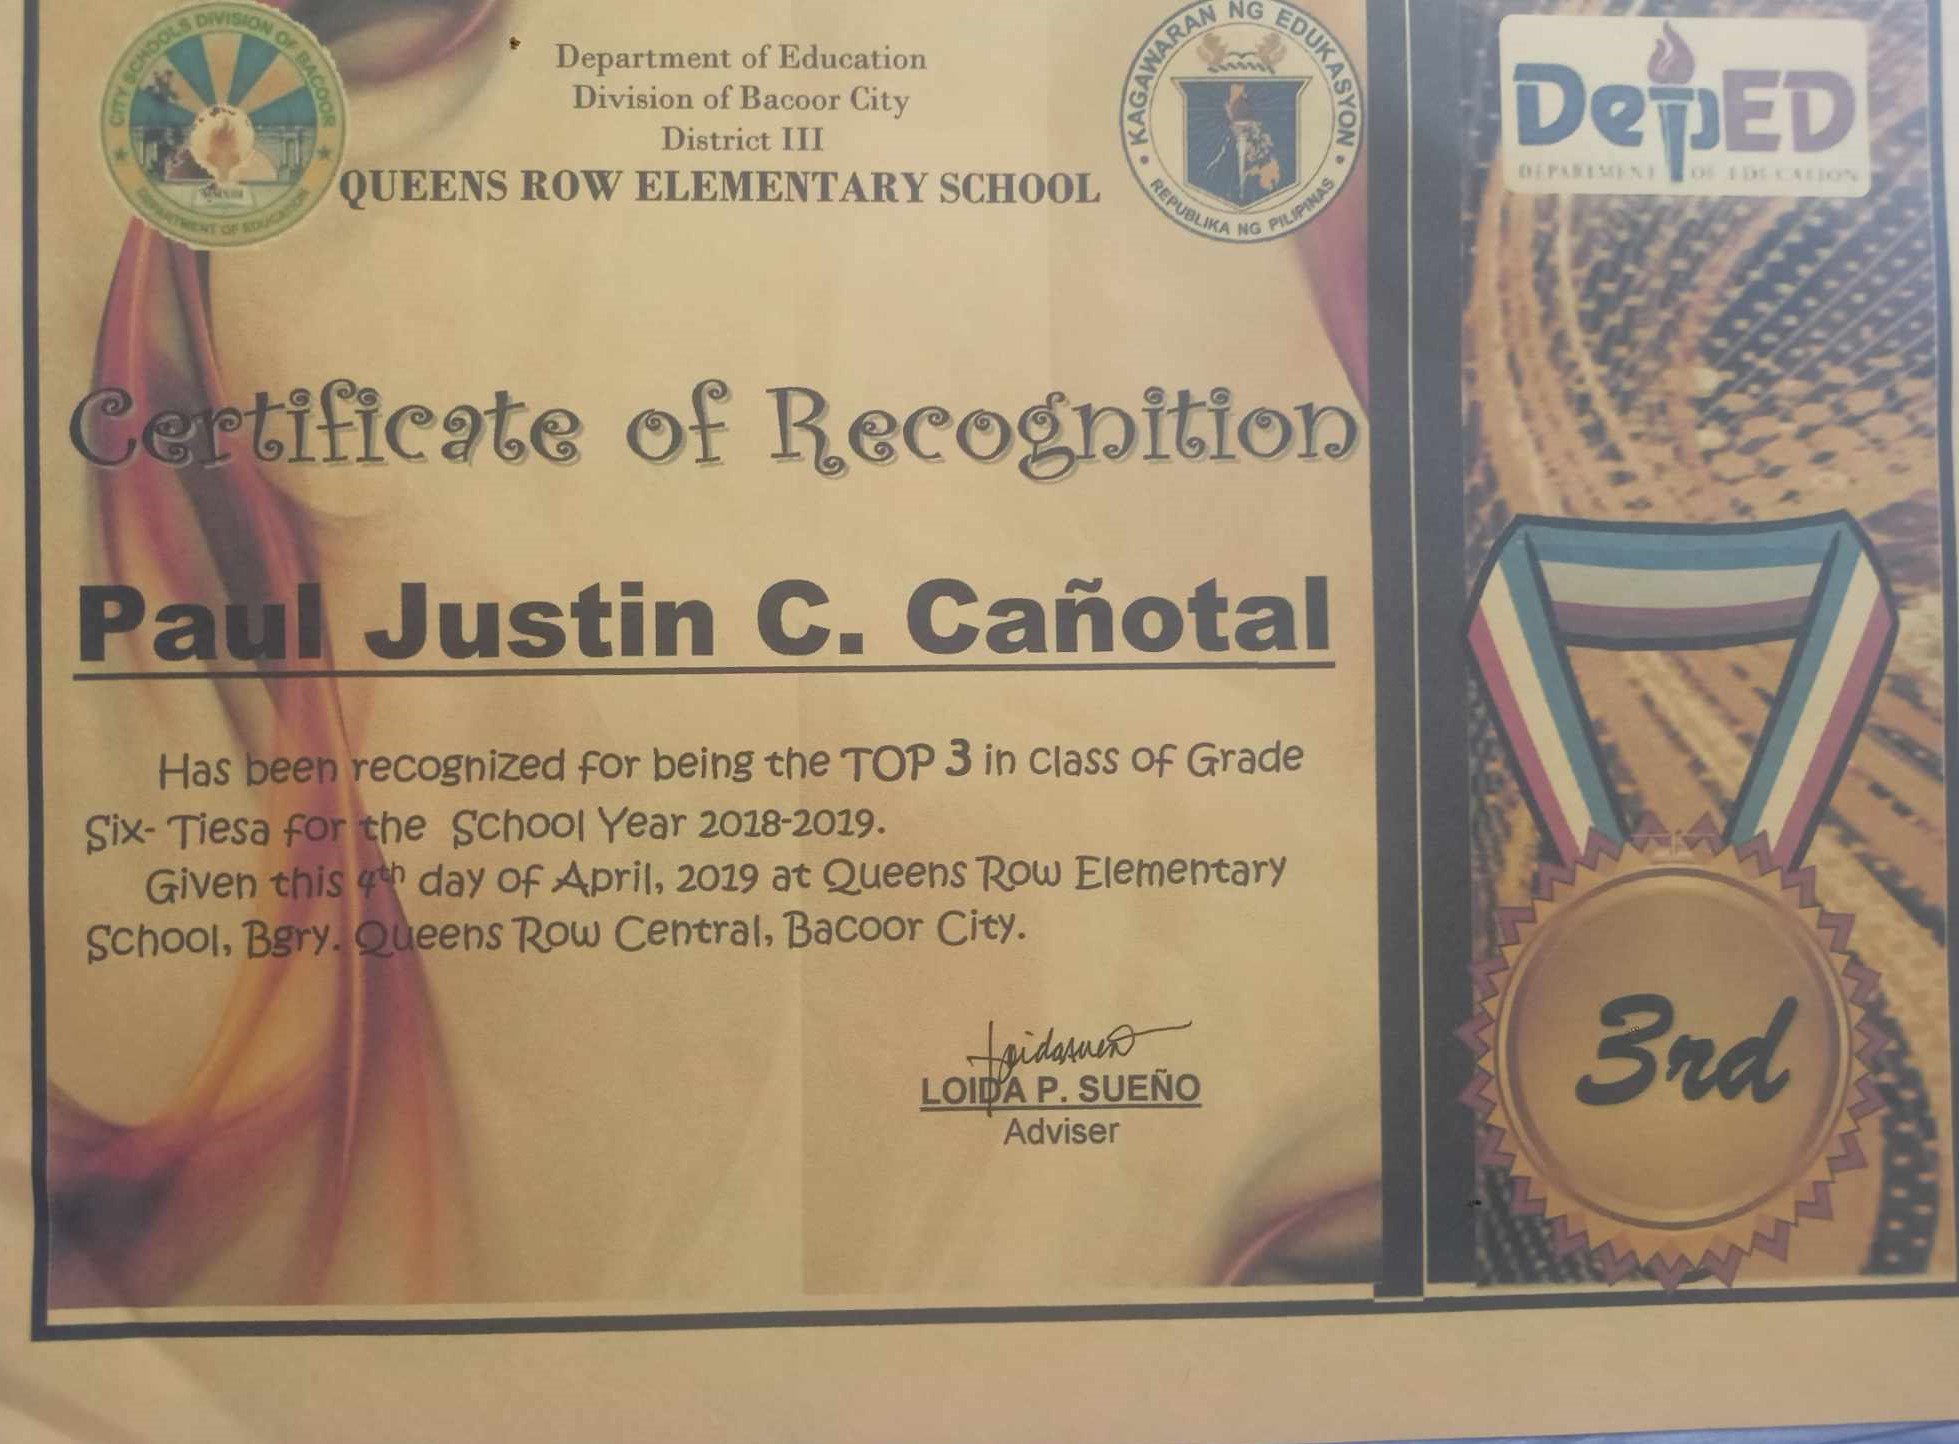 CITY SCHOOLS DIVISION OF BACOOR
DEPARTMENT OF EDUCATION
Department of Education
Division of Bacoor City
District III
QUEENS ROW ELEMENTARY SCHOOL
KAGAWARAN NG EDUKASYON
REPUBLIKA NG PILIPINAS
DepED
DEPARTMENT OF EDUCATION
Certificate of Recognition
Paul Justin C. Cañotal
Has been recognized for being the TOP 3 in class of Grade
Six- Tiesa for the School Year 2018-2019.
Given this 4th day of April, 2019 at Queens Row Elementary
School, Bgry. Queens Row Central, Bacoor City.
LOIDA P. SUEÑO
Adviser
3rd